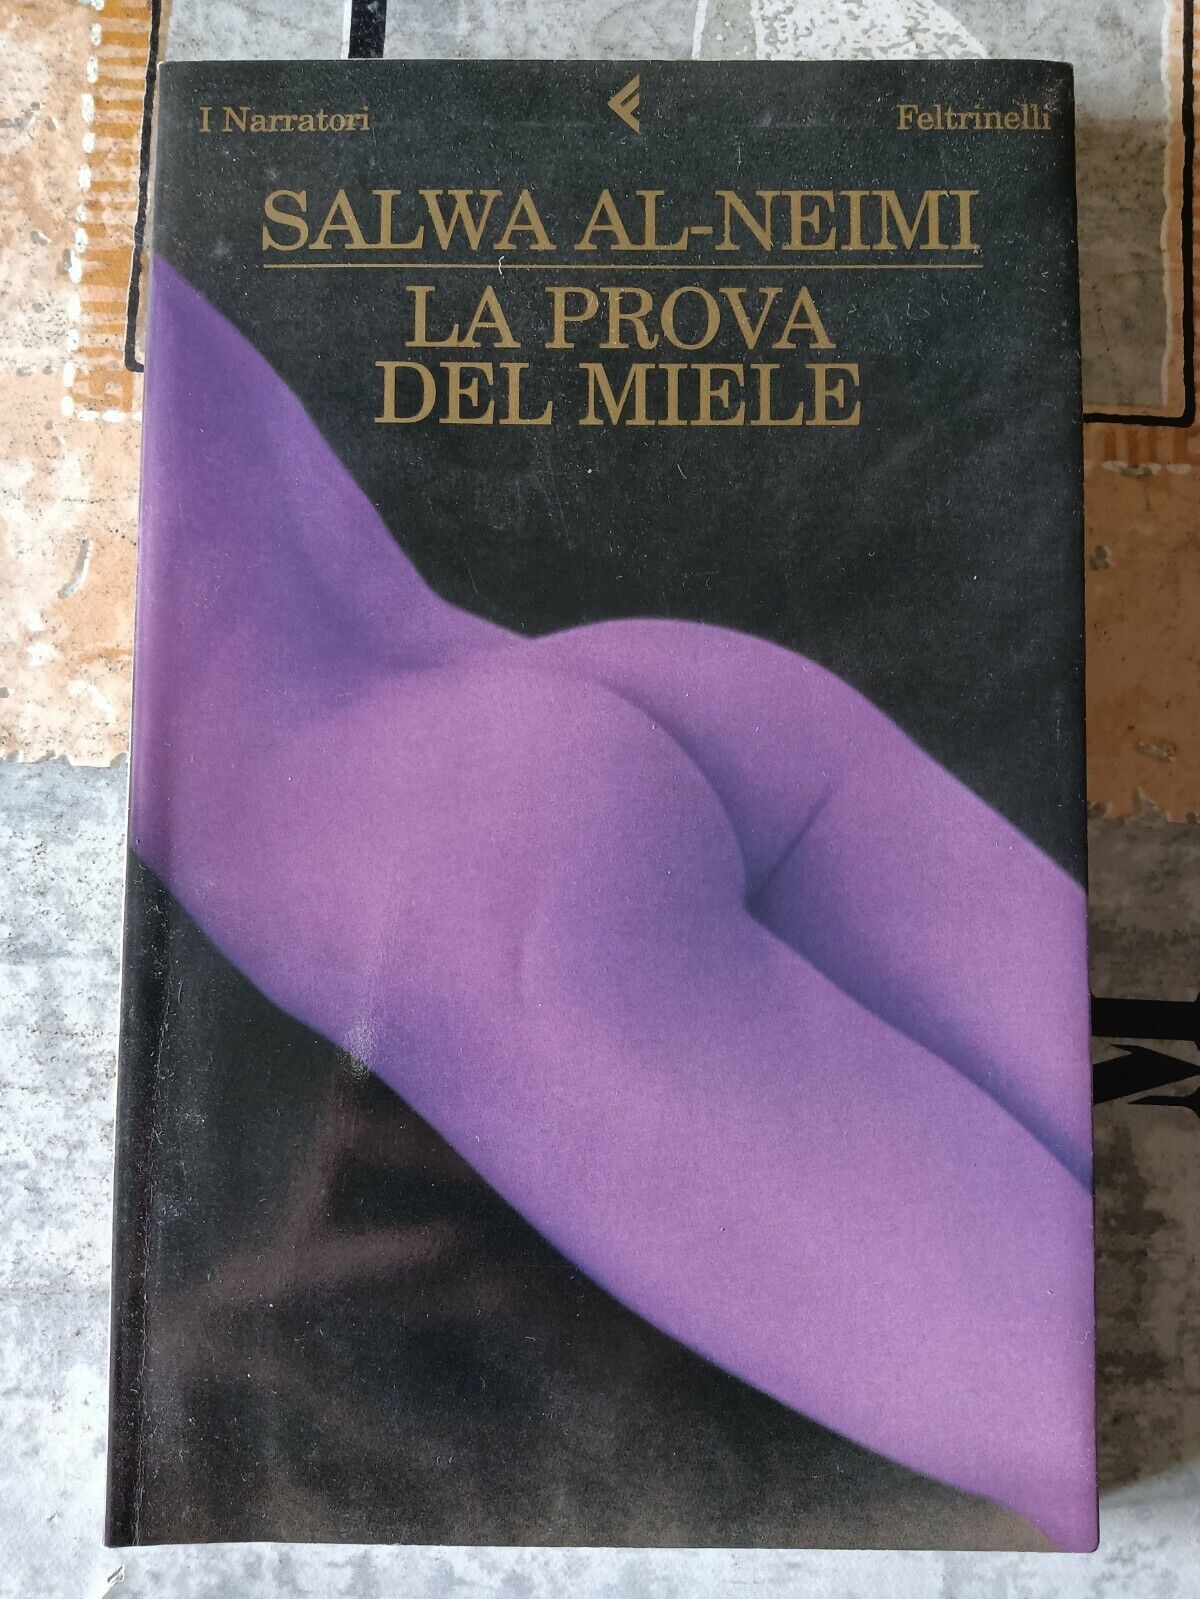 I Narratori
Feltrinelli
SALWA AL-NEIMI
LA PROVA
DEL MIELE